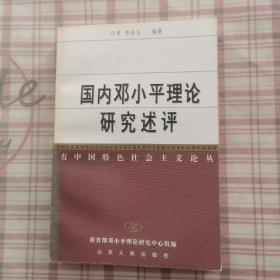 编著
国内邓小平理论
研究述评
有中国特色社会主义论丛
教育部邓小平理论研究中心组编
山东人民出版社